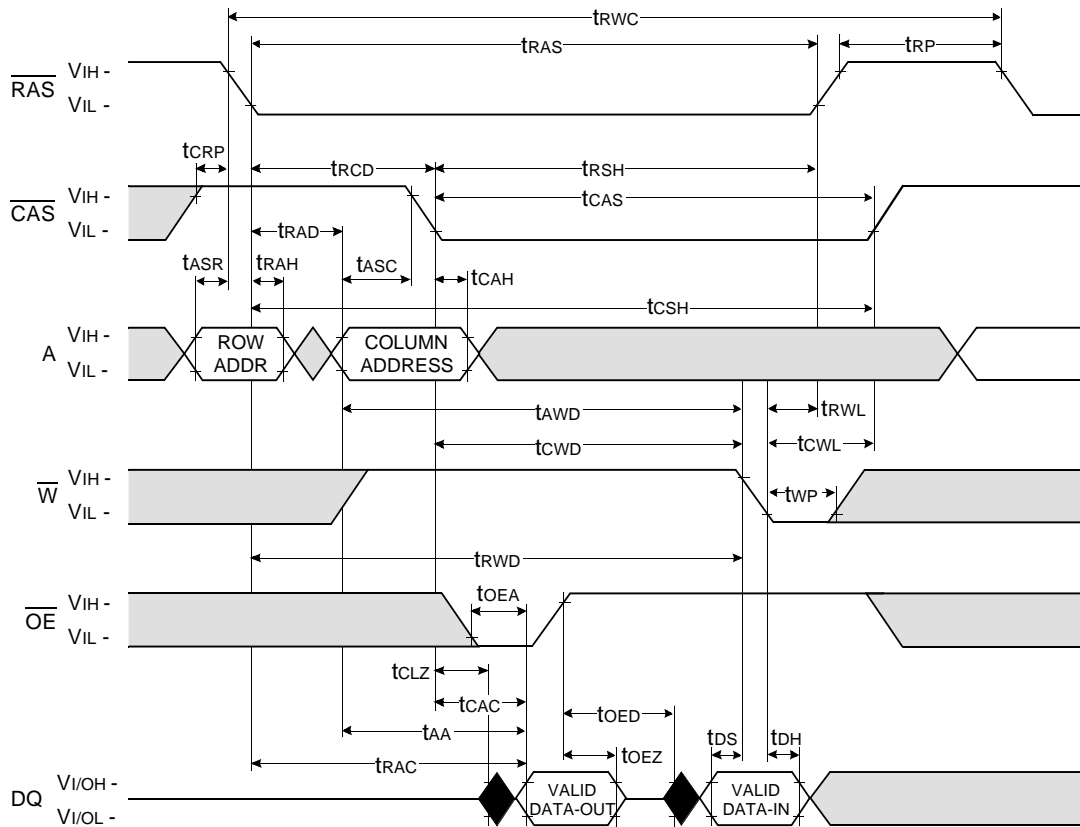 tRWC
tRAS
tRP
RAS
VIH -
VIL -
tCRP
tRCD
tRSH
CAS
VIH -
VIL -
tCAS
tRAD
tASR
tRAH
tASC
tCAH
tCSH
A
VIH -
VIL -
ROW
ADDR
COLUMN
ADDRESS
tAWD
tRWL
tCWD
tCWL
W
VIH -
VIL -
tWP
tRWD
OE
VIH -
VIL -
tOEA
tCLZ
tCAC
tOED
tAA
tDS
tDH
tOEZ
tRAC
DQ
VI/OH -
VI/OL -
VALID
DATA-OUT
VALID
DATA-IN